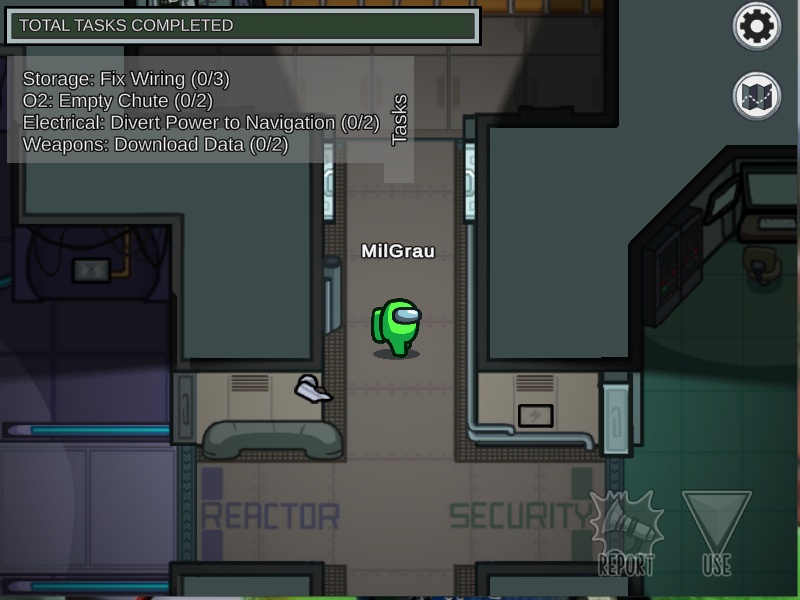 TOTAL TASKS COMPLETED
Storage: Fix Wiring (0/3)
O2: Empty Chute (0/2)
Electrical: Divert Power to Navigation (0/2)
Weapons: Download Data (0/2)
Tasks
MilGrau
REACTOR
SECURITY
REPORT
USE